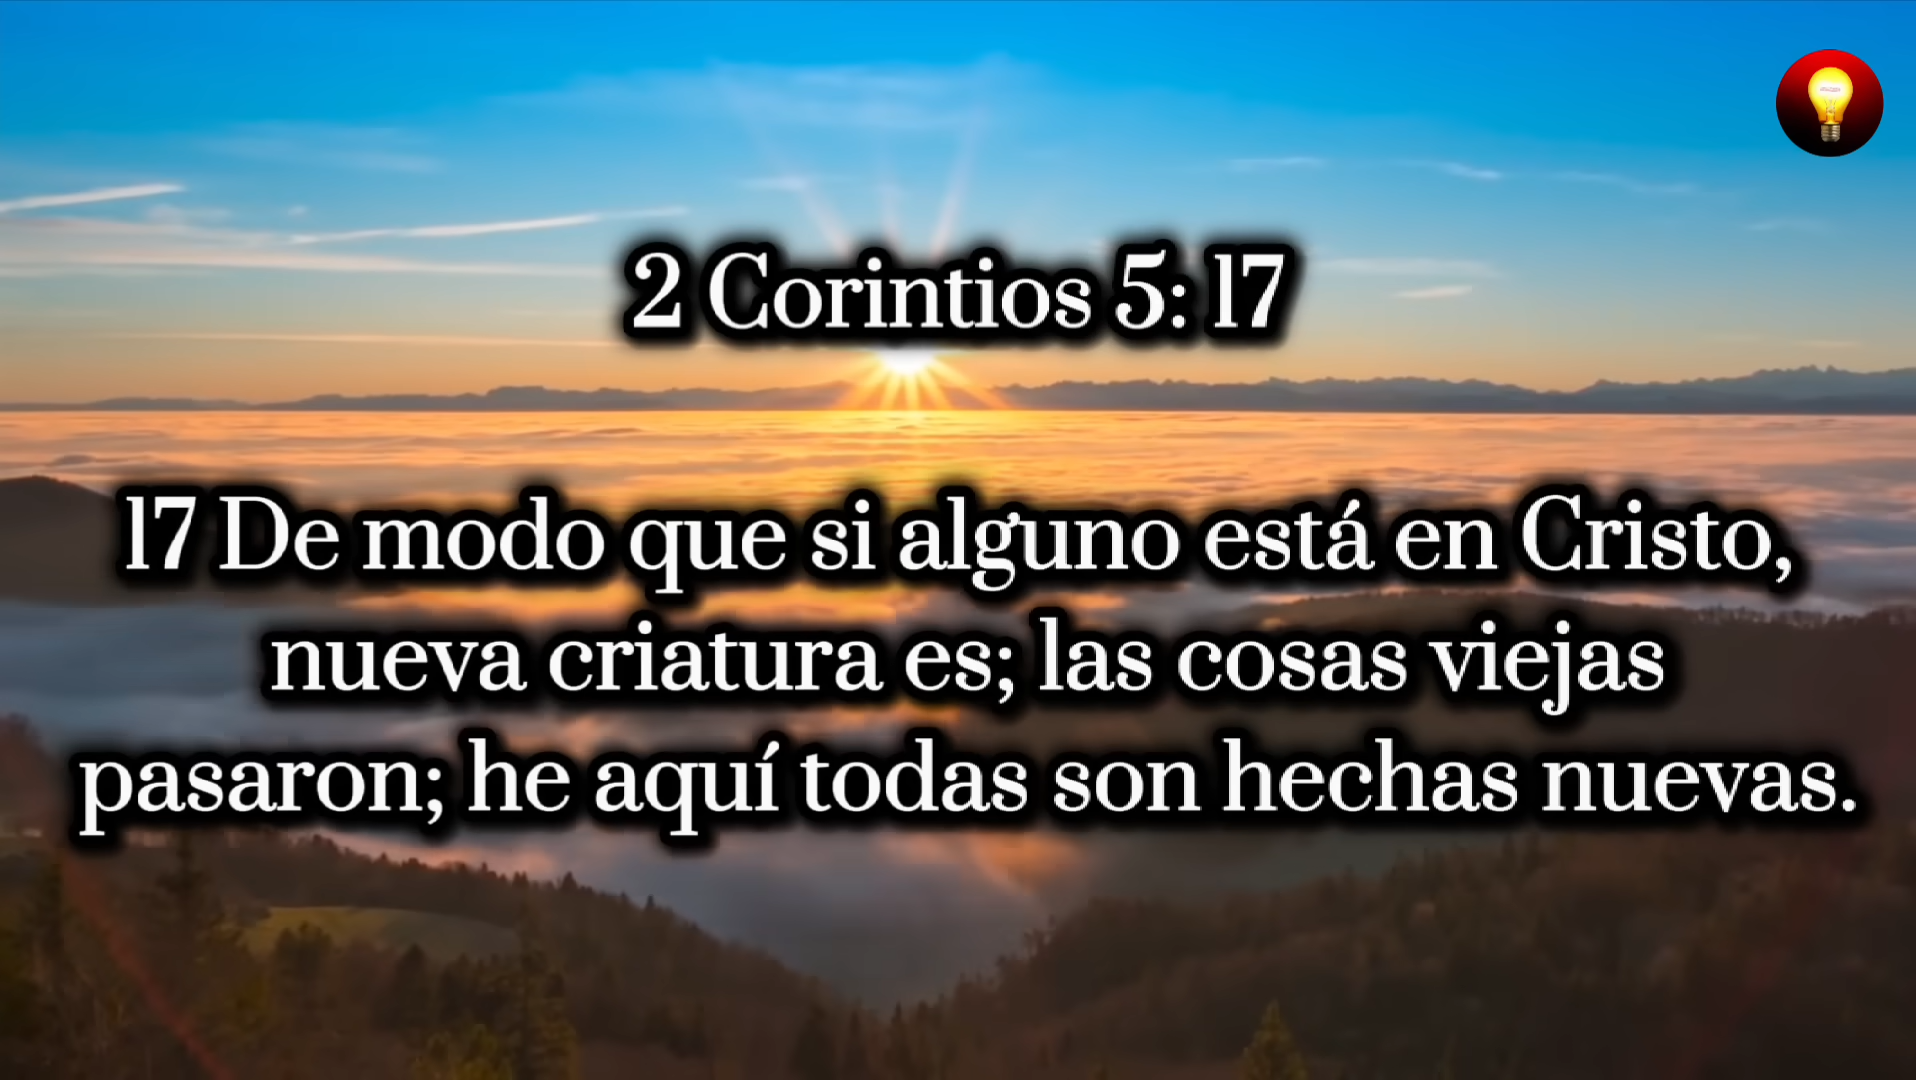 2 Corintios 5: 17
17 De modo que si alguno está en Cristo,
nueva criatura es; las cosas viejas
pasaron; he aquí todas son hechas nuevas.